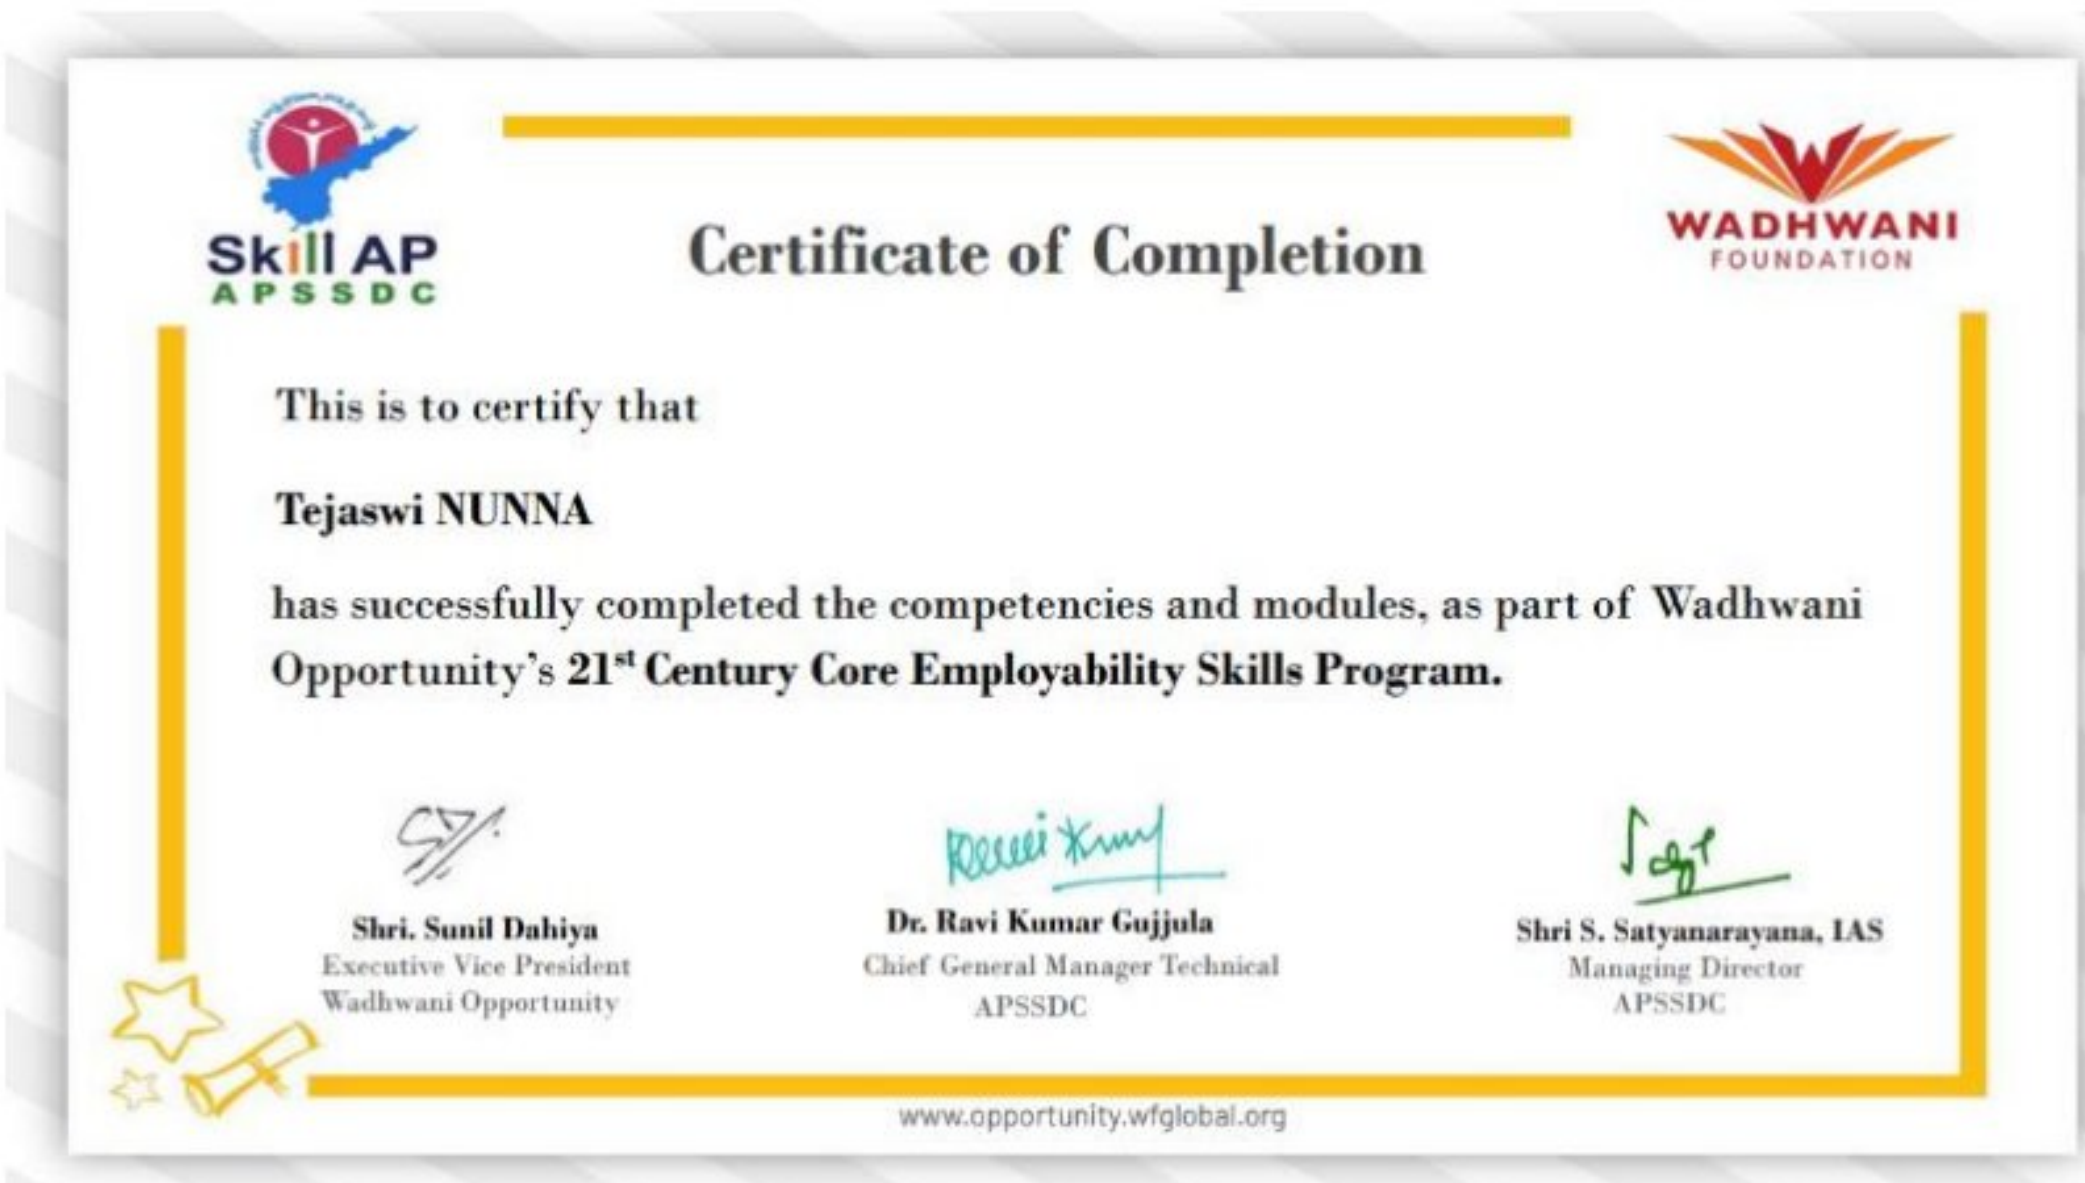 Skill AP
APSSDC
WADHWANI
FOUNDATION
Certificate of Completion
This is to certify that
Tejaswi NUNNA
has successfully completed the competencies and modules, as part of Wadhwani
Opportunity’s 21st Century Core Employability Skills Program.
Shri. Sunil Dahiya
Executive Vice President
Wadhwani Opportunity
Dr. Ravi Kumar Gujjula
Chief General Manager Technical
APSSDC
Shri S. Satyanarayana, IAS
Managing Director
APSSDC
www.opportunity.wfglobal.org